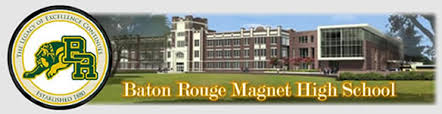 THE LEGACY OF EXCELLENCE CONTINUES
BR
ESTABLISHED 1880
Baton Rouge Magnet High School